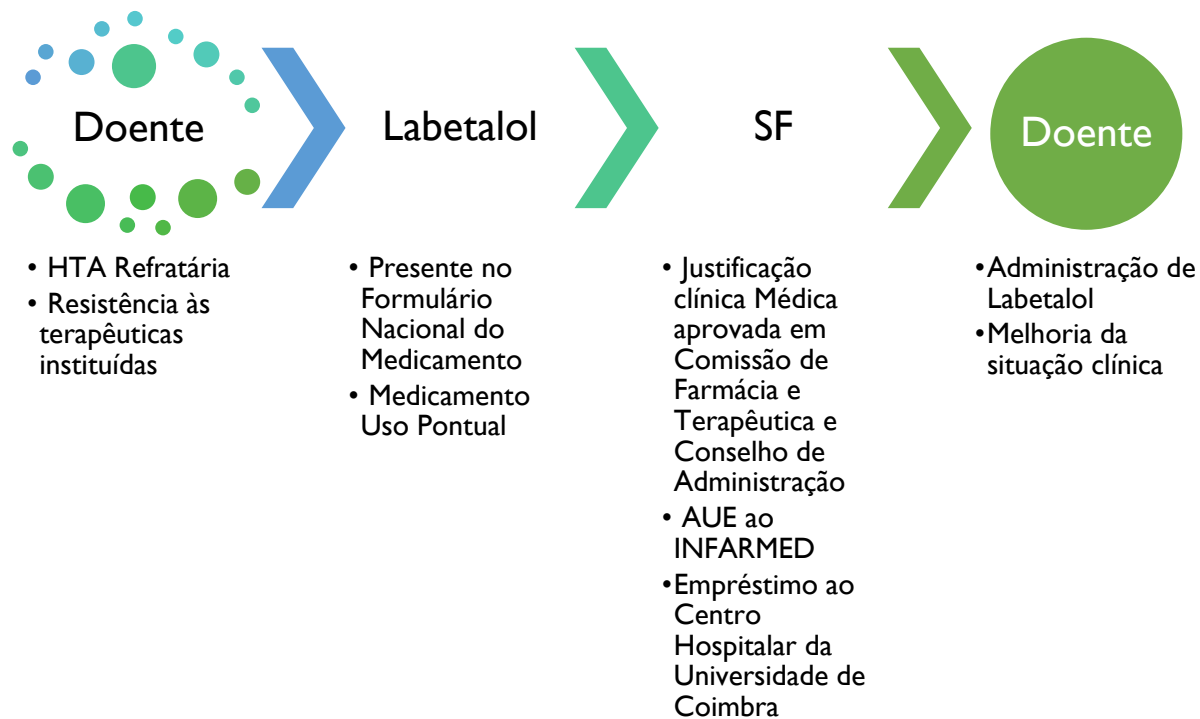 Doente
• HTA Refratária
• Resistência às
terapêuticas
instituídas
Labetalol
• Presente no
Formulário
Nacional do
Medicamento
• Medicamento
Uso Pontual
SF
• Justificação
clínica Médica
aprovada em
Comissão de
Farmácia e
Terapêutica e
Conselho de
Administração
• AUE ao
INFARMED
•Empréstimo ao
Centro
Hospitalar da
Universidade de
Coimbra
Doente
•Administração de
Labetalol
•Melhoria da
situação clínica